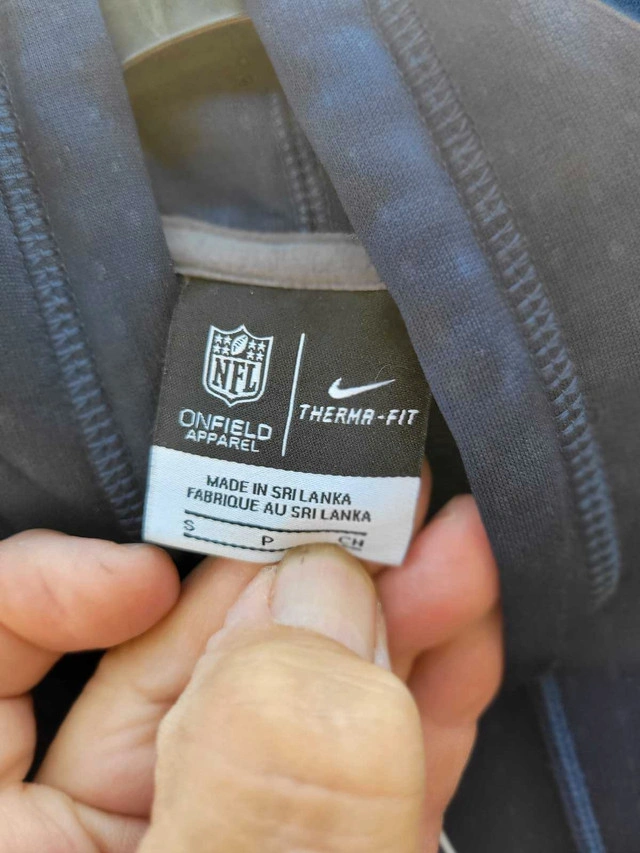 NFL
ONFIELD
APPAREL
THERMA-FIT
MADE IN SRI LANKA
FABRIQUE AU SRI LANKA
S P CH